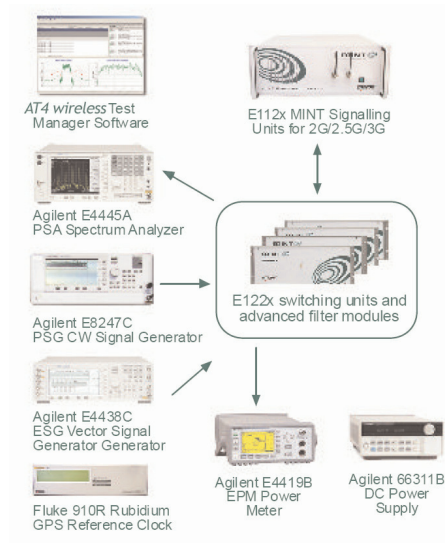 AT4 wireless Test
Manager Software
E112x MINT Signalling
Units for 2G/2.5G/3G
Agilent E4445A
PSA Spectrum Analyzer
E122x switching units and
advanced filter modules
Agilent E8247C
PSG CW Signal Generator
Agilent E4438C
ESG Vector Signal
Generator Generator
Agilent E4419B
EPM Power
Meter
Agilent 66311B
DC Power
Supply
Fluke 910R Rubidium
GPS Reference Clock